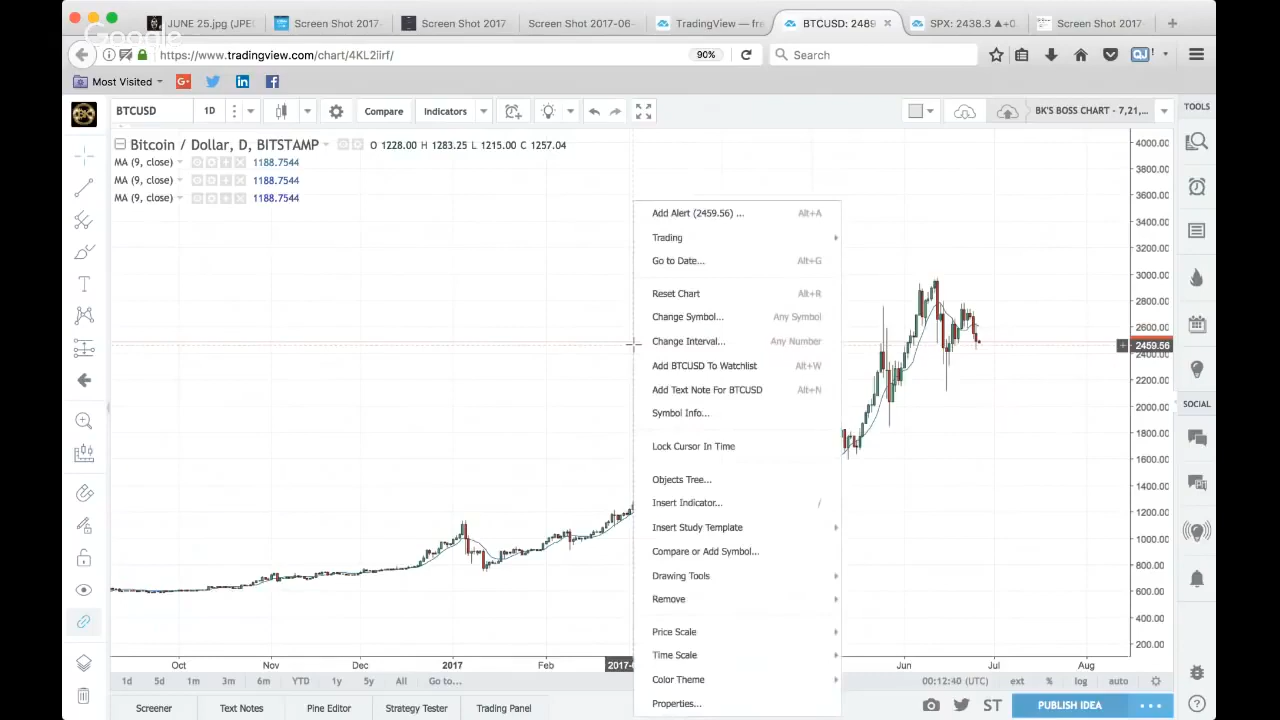 JUNE 25.jpg (JPE
Screen Shot 2017-
Screen Shot 2017
Screen Shot 2017-06-
TradingView — fr
BTCUSD: 2489
SPX: 2438.3 ▲+0.
Screen Shot 2017
Google
https://www.tradingview.com/chart/4KL2iirf/
90%
Search
Most Visited
BTCUSD
1D
Compare
Indicators
BK'S BOSS CHART - 7,21,...
TOOLS
Bitcoin / Dollar, D, BITSTAMP
O 1228.00 H 1283.25 L 1215.00 C 1257.04
MA (9, close)
1188.7544
MA (9, close)
1188.7544
MA (9, close)
1188.7544
Add Alert (2459.56) ...
Alt+A
Trading
Go to Date...
Alt+G
Reset Chart
Alt+R
Change Symbol...
Any Symbol
Change Interval...
Any Number
Add BTCUSD To Watchlist
Alt+W
Add Text Note For BTCUSD
Alt+N
Symbol Info...
Lock Cursor In Time
Objects Tree...
Insert Indicator...
/
Insert Study Template
Compare or Add Symbol...
Drawing Tools
Remove
Price Scale
Time Scale
Color Theme
Properties...
4000.00
3800.00
3600.00
3400.00
3200.00
3000.00
2800.00
2600.00
2459.56
2400.00
2200.00
2000.00
1800.00
1600.00
1400.00
1200.00
1000.00
800.00
600.00
400.00
200.00
SOCIAL
Oct
Nov
Dec
2017
Feb
Jun
Jul
Aug
1d
5d
1m
3m
6m
YTD
1y
5y
All
Go to...
00:12:40 (UTC)
ext
%
log
auto
Screener
Text Notes
Pine Editor
Strategy Tester
Trading Panel
ST
PUBLISH IDEA